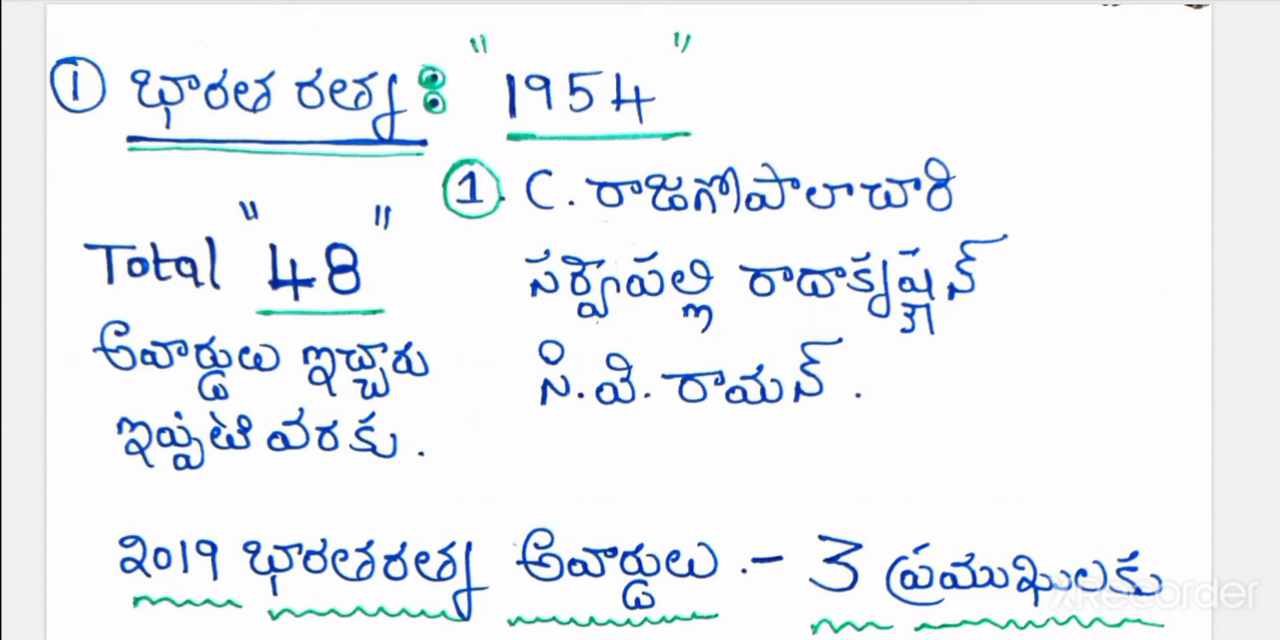 ① భారత రత్న : "1954"
① C. రాజగోపాలాచారి
Total "48"
సర్వేపల్లి రాదాకృష్ణన్
అవార్డులు ఇచ్చారు
సి.వి. రామన్.
ఇప్పటి వరకు.
2019 భారతరత్న అవార్డులు :- 3 ప్రముఖులకు
XRecorder